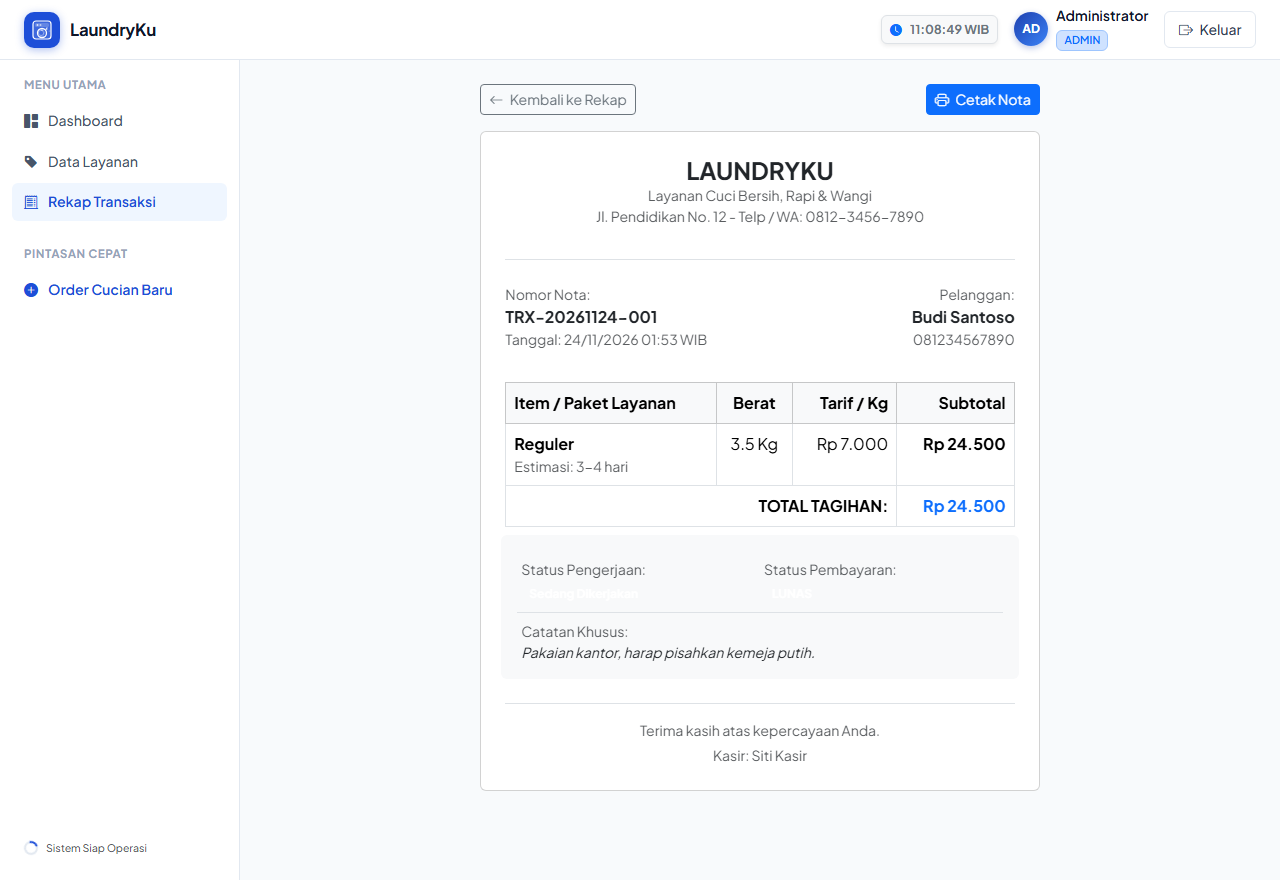 LaundryKu
11:08:49 WIB
AD
Administrator
ADMIN
Keluar
MENU UTAMA
Dashboard
Data Layanan
Rekap Transaksi
PINTASAN CEPAT
Order Cucian Baru
Sistem Siap Operasi
Kembali ke Rekap
Cetak Nota
LAUNDRYKU
Layanan Cuci Bersih, Rapi & Wangi
Jl. Pendidikan No. 12 - Telp / WA: 0812-3456-7890
Nomor Nota:
TRX-20261124-001
Tanggal: 24/11/2026 01:53 WIB
Pelanggan:
Budi Santoso
081234567890
Item / Paket Layanan Berat Tarif / Kg Subtotal
Reguler 3.5 Kg Rp 7.000 Rp 24.500
Estimasi: 3-4 hari
TOTAL TAGIHAN: Rp 24.500
Status Pengerjaan: Status Pembayaran:
Sedang Dikerjakan LUNAS
Catatan Khusus:
Pakaian kantor, harap pisahkan kemeja putih.
Terima kasih atas kepercayaan Anda.
Kasir: Siti Kasir